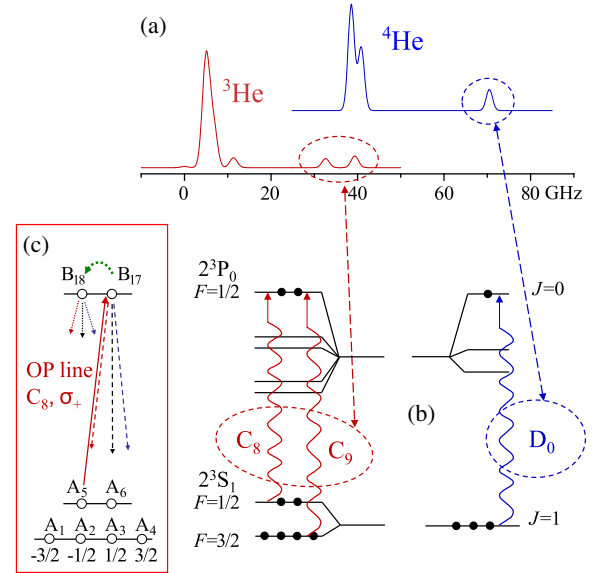 (a)
⁴He
³He
0 20 40 60 80 GHz
(c)
B₁₈ B₁₇
OP line
C₈, σ₊
A₅ A₆
A₁ A₂ A₃ A₄
-3/2 -1/2 1/2 3/2
2³P₀
F=1/2
C₈ C₉
2³S₁
F=1/2
F=3/2
J=0
(b)
D₀
J=1